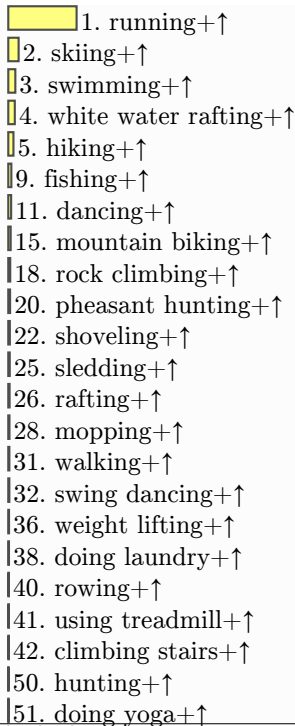 1. running+↑
2. skiing+↑
3. swimming+↑
4. white water rafting+↑
5. hiking+↑
9. fishing+↑
11. dancing+↑
15. mountain biking+↑
18. rock climbing+↑
20. pheasant hunting+↑
22. shoveling+↑
25. sledding+↑
26. rafting+↑
28. mopping+↑
31. walking+↑
32. swing dancing+↑
36. weight lifting+↑
38. doing laundry+↑
40. rowing+↑
41. using treadmill+↑
42. climbing stairs+↑
50. hunting+↑
51. doing yoga+↑